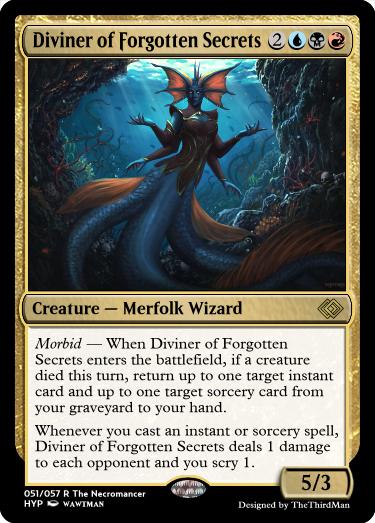 Diviner of Forgotten Secrets 2
Creature — Merfolk Wizard
Morbid — When Diviner of Forgotten
Secrets enters the battlefield, if a creature
died this turn, return up to one target instant
card and up to one target sorcery card from
your graveyard to your hand.
Whenever you cast an instant or sorcery spell,
Diviner of Forgotten Secrets deals 1 damage
to each opponent and you scry 1.
5/3
051/057 R The Necromancer
HYP WAWTMAN
Designed by TheThirdMan